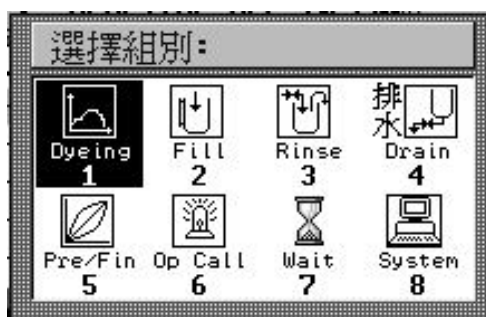 選擇組別:
排水
Dyeing Fill Rinse Drain
1 2 3 4
Pre/Fin Op Call Wait System
5 6 7 8